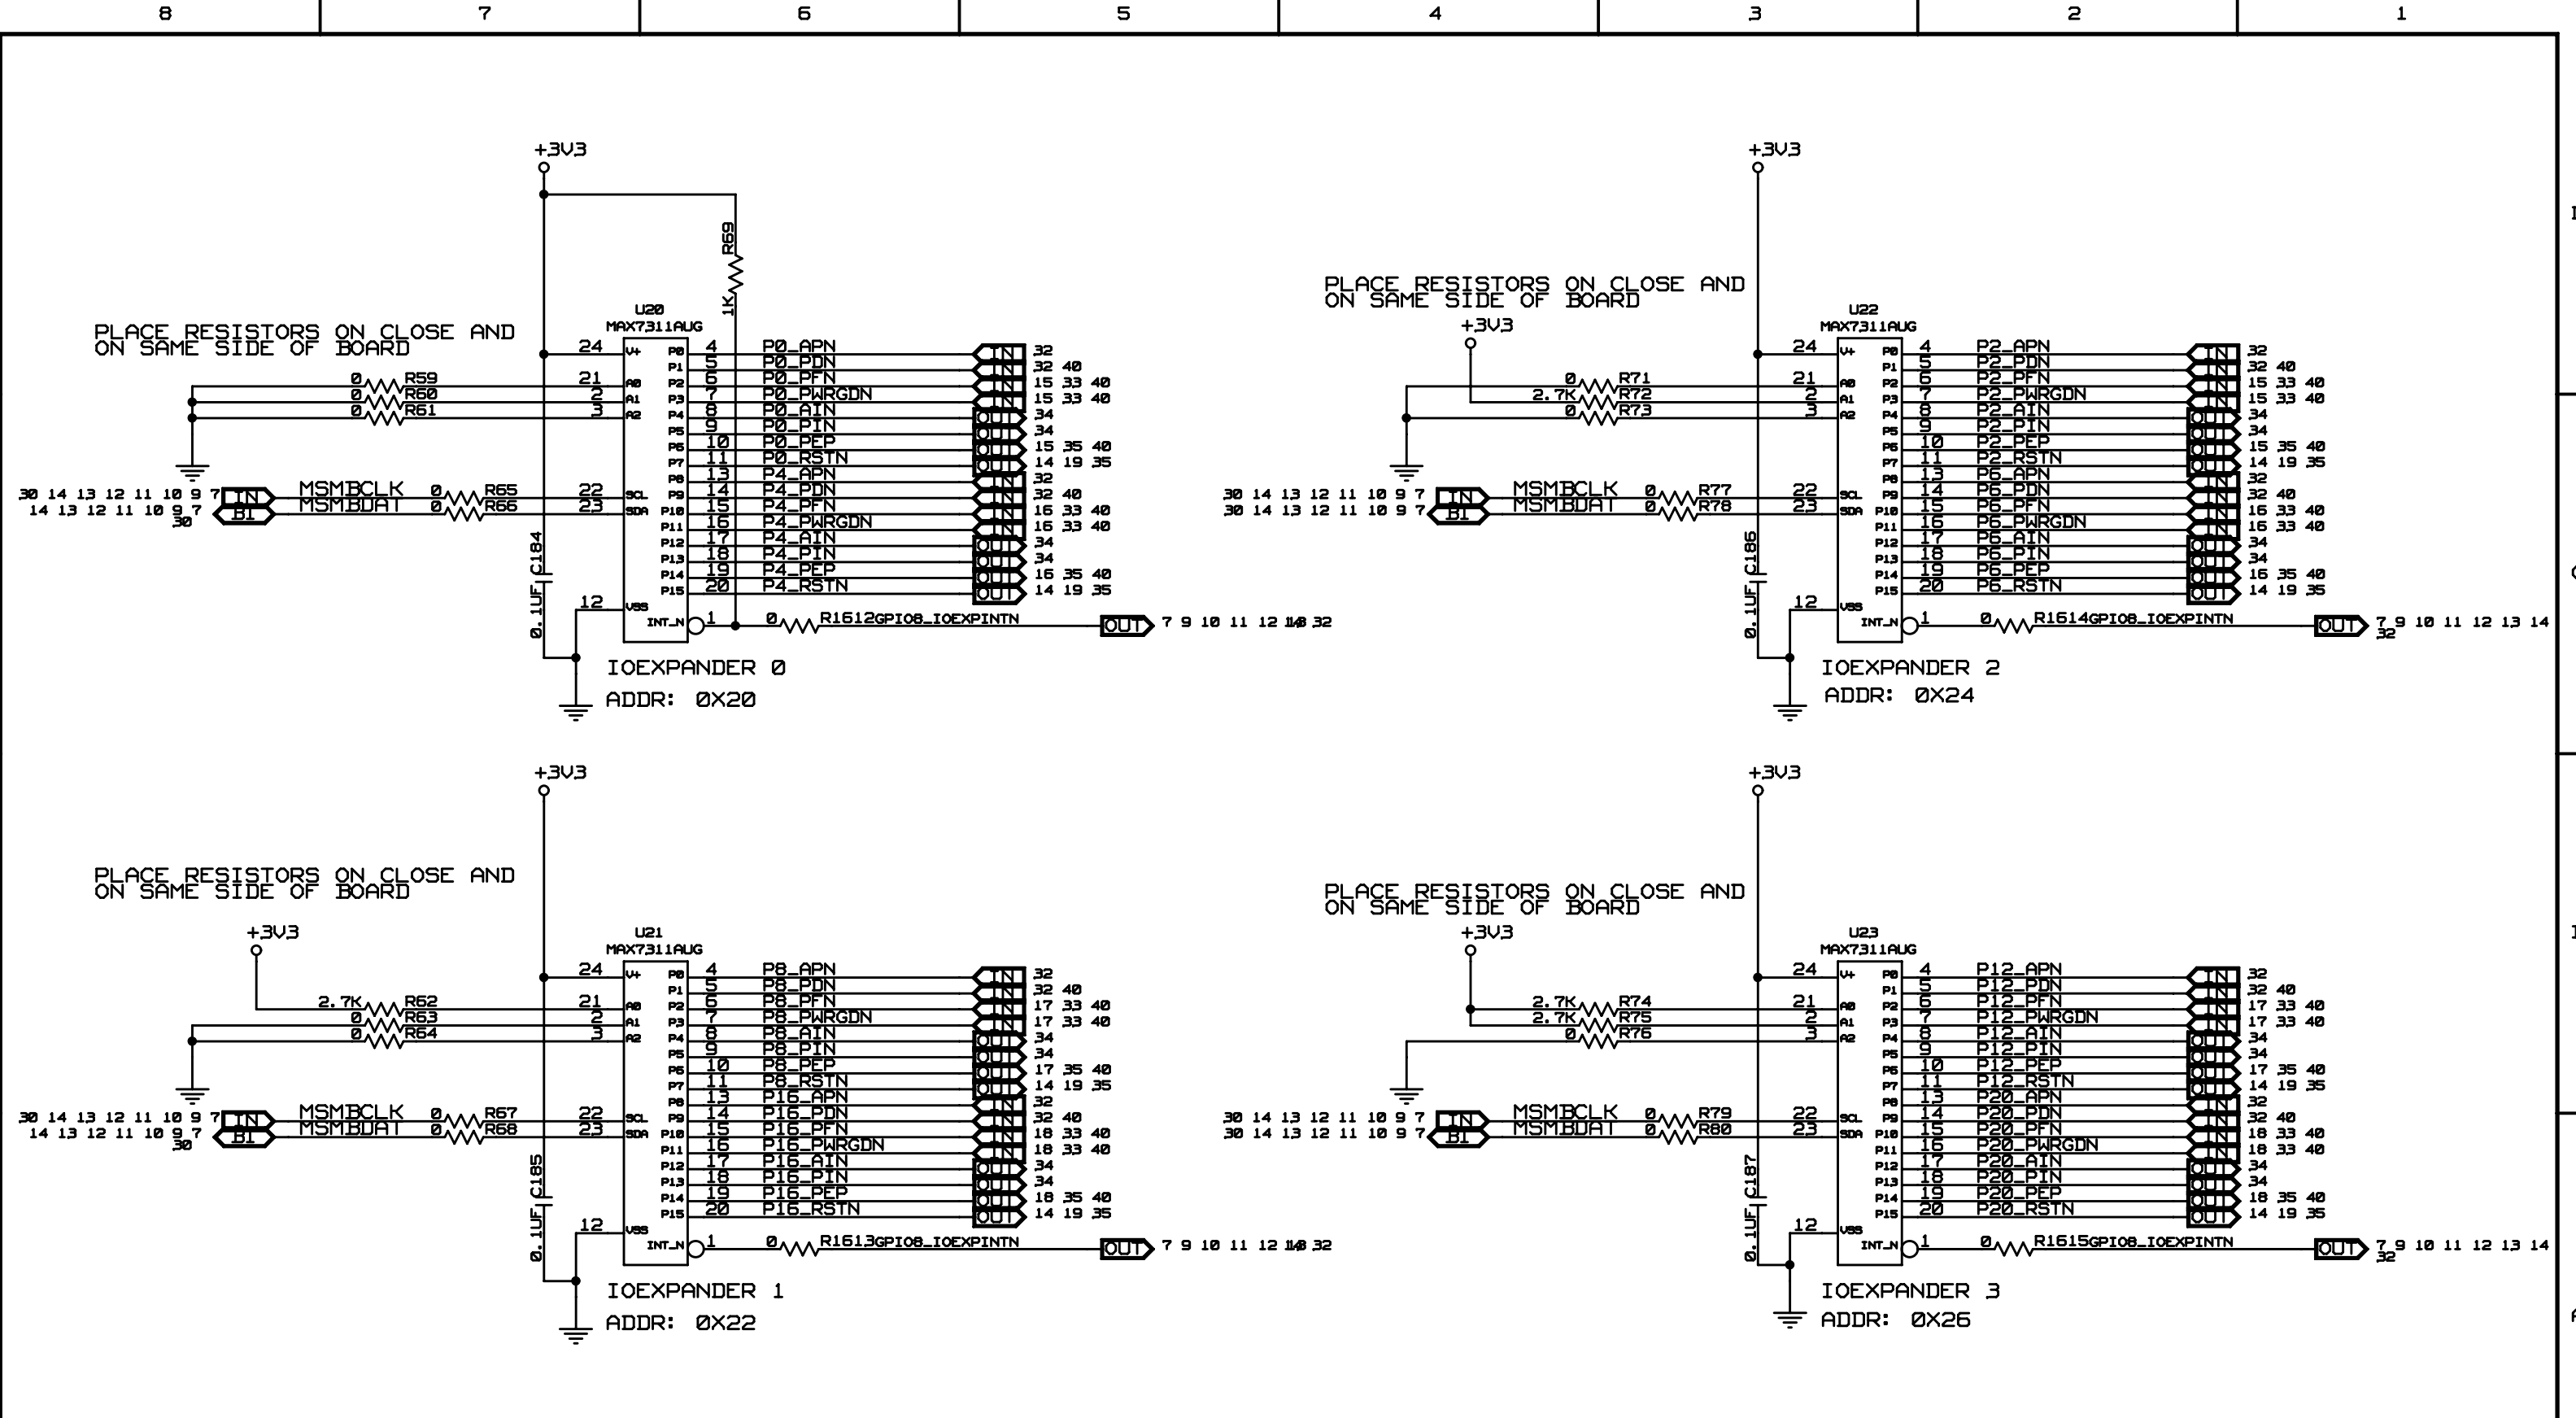 8 7 6 5 4 3 2 1
+3V3
R69
1K
PLACE RESISTORS ON CLOSE AND
ON SAME SIDE OF BOARD
U20
MAX7311AUG
24 V+ P0 4 P0_APN IN 32
P1 5 P0_PDN IN 32 40
0 R59 21 A0 P2 6 P0_PFN IN 15 33 40
0 R60 2 A1 P3 7 P0_PWRGDN IN 15 33 40
0 R61 3 A2 P4 8 P0_AIN OUT 34
P5 9 P0_PIN OUT 34
P6 10 P0_PEP OUT 15 35 40
P7 11 P0_RSTN OUT 14 19 35
P8 13 P4_APN IN 32
30 14 13 12 11 10 9 7 IN MSMBCLK 0 R65 22 SCL P9 14 P4_PDN IN 32 40
14 13 12 11 10 9 7 BI MSMBDAT 0 R66 23 SDA P10 15 P4_PFN IN 16 33 40
30
P11 16 P4_PWRGDN IN 16 33 40
P12 17 P4_AIN OUT 34
P13 18 P4_PIN OUT 34
P14 19 P4_PEP OUT 16 35 40
P15 20 P4_RSTN OUT 14 19 35
0.1UF C184
12 VSS
INT_N 1 0 R1612 GPIO8_IOEXPINTN OUT 7 9 10 11 12 32
IOEXPANDER 0
ADDR: 0X20
+3V3
PLACE RESISTORS ON CLOSE AND
ON SAME SIDE OF BOARD
+3V3
U22
MAX7311AUG
24 V+ P0 4 P2_APN IN 32
P1 5 P2_PDN IN 32 40
0 R71 21 A0 P2 6 P2_PFN IN 15 33 40
2.7K R72 2 A1 P3 7 P2_PWRGDN IN 15 33 40
0 R73 3 A2 P4 8 P2_AIN OUT 34
P5 9 P2_PIN OUT 34
P6 10 P2_PEP OUT 15 35 40
P7 11 P2_RSTN OUT 14 19 35
P8 13 P6_APN IN 32
30 14 13 12 11 10 9 7 IN MSMBCLK 0 R77 22 SCL P9 14 P6_PDN IN 32 40
30 14 13 12 11 10 9 7 BI MSMBDAT 0 R78 23 SDA P10 15 P6_PFN IN 16 33 40
P11 16 P6_PWRGDN IN 16 33 40
P12 17 P6_AIN OUT 34
P13 18 P6_PIN OUT 34
P14 19 P6_PEP OUT 16 35 40
P15 20 P6_RSTN OUT 14 19 35
0.1UF C186
12 VSS
INT_N 1 0 R1614 GPIO8_IOEXPINTN OUT 7 9 10 11 12 13 14
32
IOEXPANDER 2
ADDR: 0X24
+3V3
PLACE RESISTORS ON CLOSE AND
ON SAME SIDE OF BOARD
+3V3
U21
MAX7311AUG
24 V+ P0 4 P8_APN IN 32
P1 5 P8_PDN IN 32 40
2.7K R62 21 A0 P2 6 P8_PFN IN 17 33 40
0 R63 2 A1 P3 7 P8_PWRGDN IN 17 33 40
0 R64 3 A2 P4 8 P8_AIN OUT 34
P5 9 P8_PIN OUT 34
P6 10 P8_PEP OUT 17 35 40
P7 11 P8_RSTN OUT 14 19 35
P8 13 P16_APN IN 32
30 14 13 12 11 10 9 7 IN MSMBCLK 0 R67 22 SCL P9 14 P16_PDN IN 32 40
14 13 12 11 10 9 7 BI MSMBDAT 0 R68 23 SDA P10 15 P16_PFN IN 18 33 40
30
P11 16 P16_PWRGDN IN 18 33 40
P12 17 P16_AIN OUT 34
P13 18 P16_PIN OUT 34
P14 19 P16_PEP OUT 18 35 40
P15 20 P16_RSTN OUT 14 19 35
0.1UF C185
12 VSS
INT_N 1 0 R1613 GPIO8_IOEXPINTN OUT 7 9 10 11 12 32
IOEXPANDER 1
ADDR: 0X22
+3V3
PLACE RESISTORS ON CLOSE AND
ON SAME SIDE OF BOARD
+3V3
U23
MAX7311AUG
24 V+ P0 4 P12_APN IN 32
P1 5 P12_PDN IN 32 40
2.7K R74 21 A0 P2 6 P12_PFN IN 17 33 40
2.7K R75 2 A1 P3 7 P12_PWRGDN IN 17 33 40
0 R76 3 A2 P4 8 P12_AIN OUT 34
P5 9 P12_PIN OUT 34
P6 10 P12_PEP OUT 17 35 40
P7 11 P12_RSTN OUT 14 19 35
P8 13 P20_APN IN 32
30 14 13 12 11 10 9 7 IN MSMBCLK 0 R79 22 SCL P9 14 P20_PDN IN 32 40
30 14 13 12 11 10 9 7 BI MSMBDAT 0 R80 23 SDA P10 15 P20_PFN IN 18 33 40
P11 16 P20_PWRGDN IN 18 33 40
P12 17 P20_AIN OUT 34
P13 18 P20_PIN OUT 34
P14 19 P20_PEP OUT 18 35 40
P15 20 P20_RSTN OUT 14 19 35
0.1UF C187
12 VSS
INT_N 1 0 R1615 GPIO8_IOEXPINTN OUT 7 9 10 11 12 13 14
32
IOEXPANDER 3
ADDR: 0X26